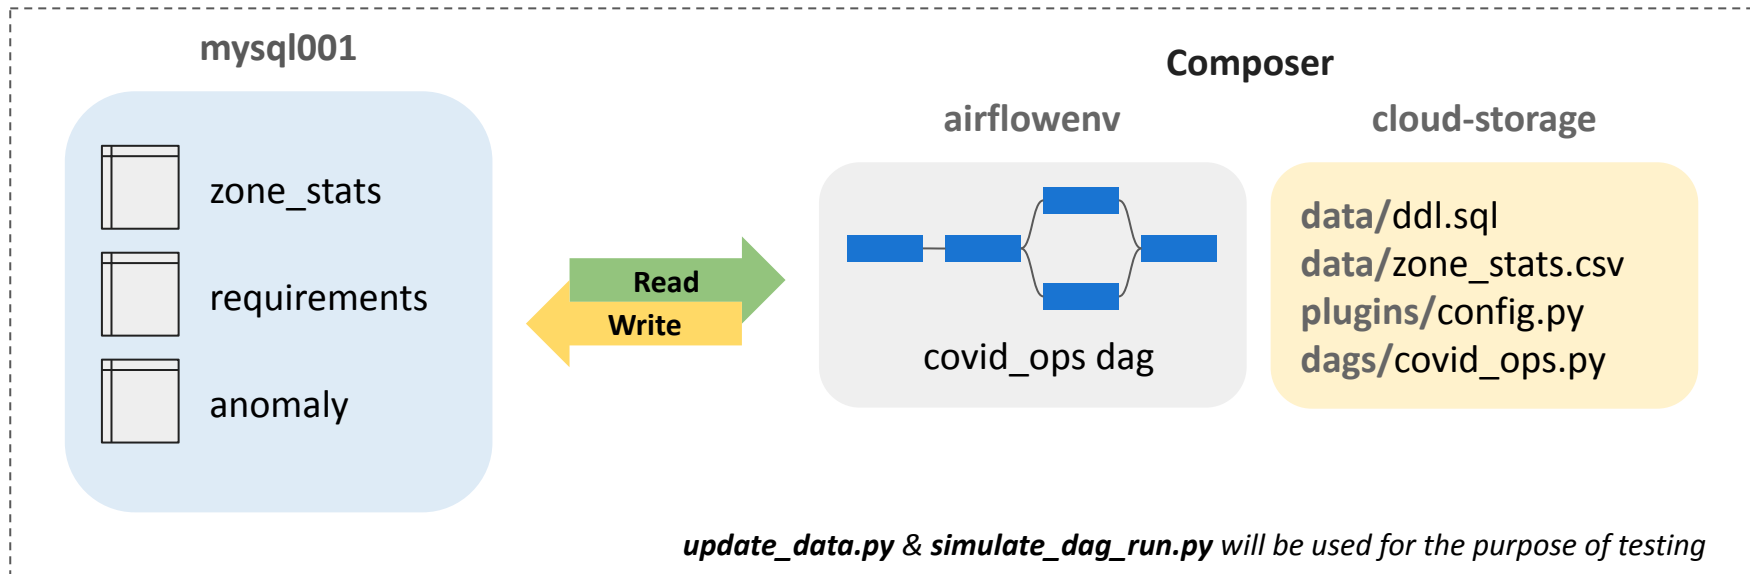 mysql001
zone_stats
requirements
anomaly
Read
Write
Composer
airflowenv
covid_ops dag
cloud-storage
data/ddl.sql
data/zone_stats.csv
plugins/config.py
dags/covid_ops.py
update_data.py & simulate_dag_run.py will be used for the purpose of testing